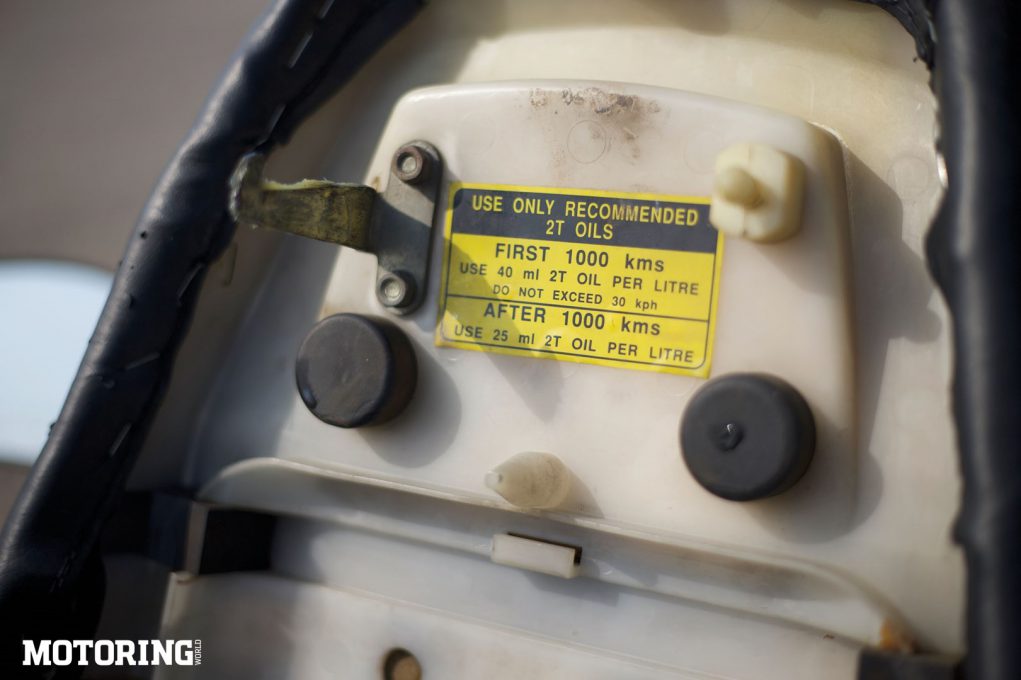 USE ONLY RECOMMENDED
2T OILS
FIRST 1000 kms
USE 40 ml 2T OIL PER LITRE
DO NOT EXCEED 30 kph
AFTER 1000 kms
USE 25 ml 2T OIL PER LITRE
MOTORING WORLD